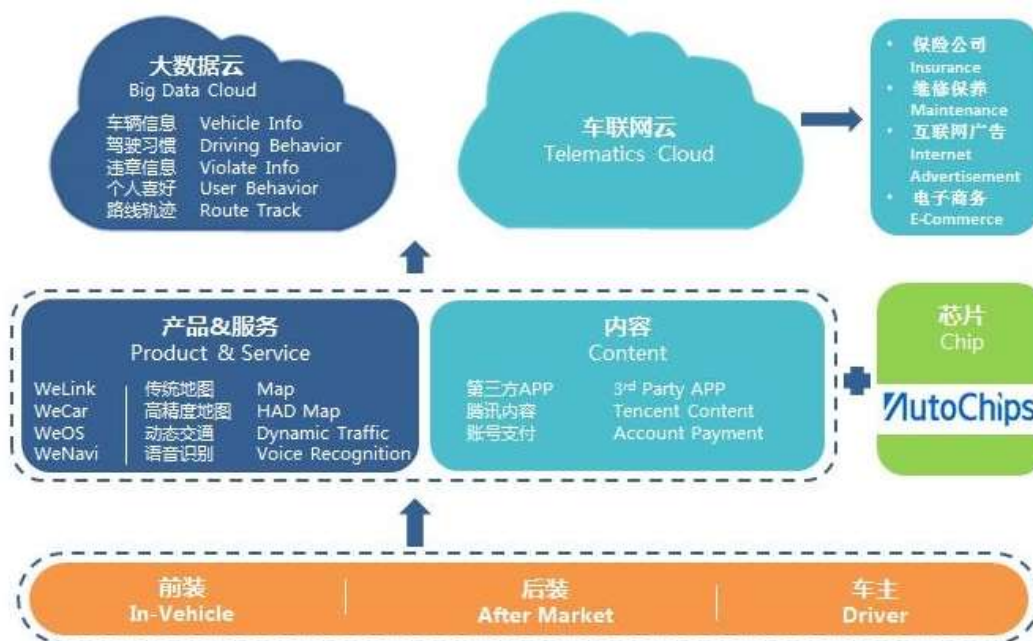 大数据云
Big Data Cloud
车辆信息 Vehicle Info
驾驶习惯 Driving Behavior
违章信息 Violate Info
个人喜好 User Behavior
路线轨迹 Route Track
车联网云
Telematics Cloud
• 保险公司
Insurance
• 维修保养
Maintenance
• 互联网广告
Internet
Advertisement
• 电子商务
E-Commerce
产品&服务
Product & Service
WeLink 传统地图 Map
WeCar 高精度地图 HAD Map
WeOS 动态交通 Dynamic Traffic
WeNavi 语音识别 Voice Recognition
内容
Content
第三方APP 3rd Party APP
腾讯内容 Tencent Content
账号支付 Account Payment
芯片
Chip
AutoChips
前装
In-Vehicle
后装
After Market
车主
Driver